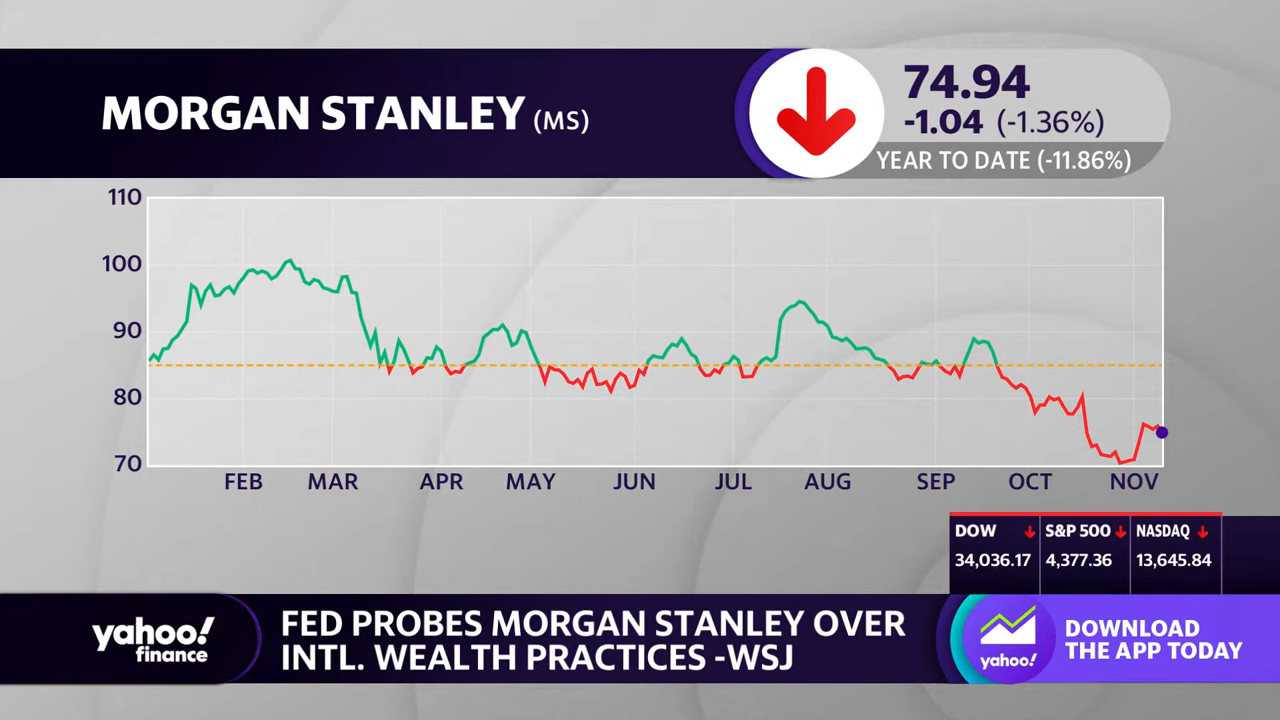 MORGAN STANLEY (MS)
74.94
-1.04 (-1.36%)
YEAR TO DATE (-11.86%)
110
100
90
80
70
FEB MAR APR MAY JUN JUL AUG SEP OCT NOV
DOW S&P 500 NASDAQ
34,036.17 4,377.36 13,645.84
yahoo!
finance
FED PROBES MORGAN STANLEY OVER
INTL. WEALTH PRACTICES -WSJ
yahoo!
DOWNLOAD
THE APP TODAY